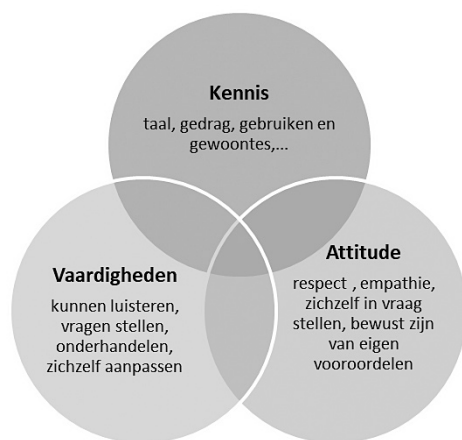 Kennis
taal, gedrag, gebruiken en
gewoontes,...
Vaardigheden
kunnen luisteren,
vragen stellen,
onderhandelen,
zichzelf aanpassen
Attitude
respect , empathie,
zichzelf in vraag
stellen, bewust zijn
van eigen
vooroordelen